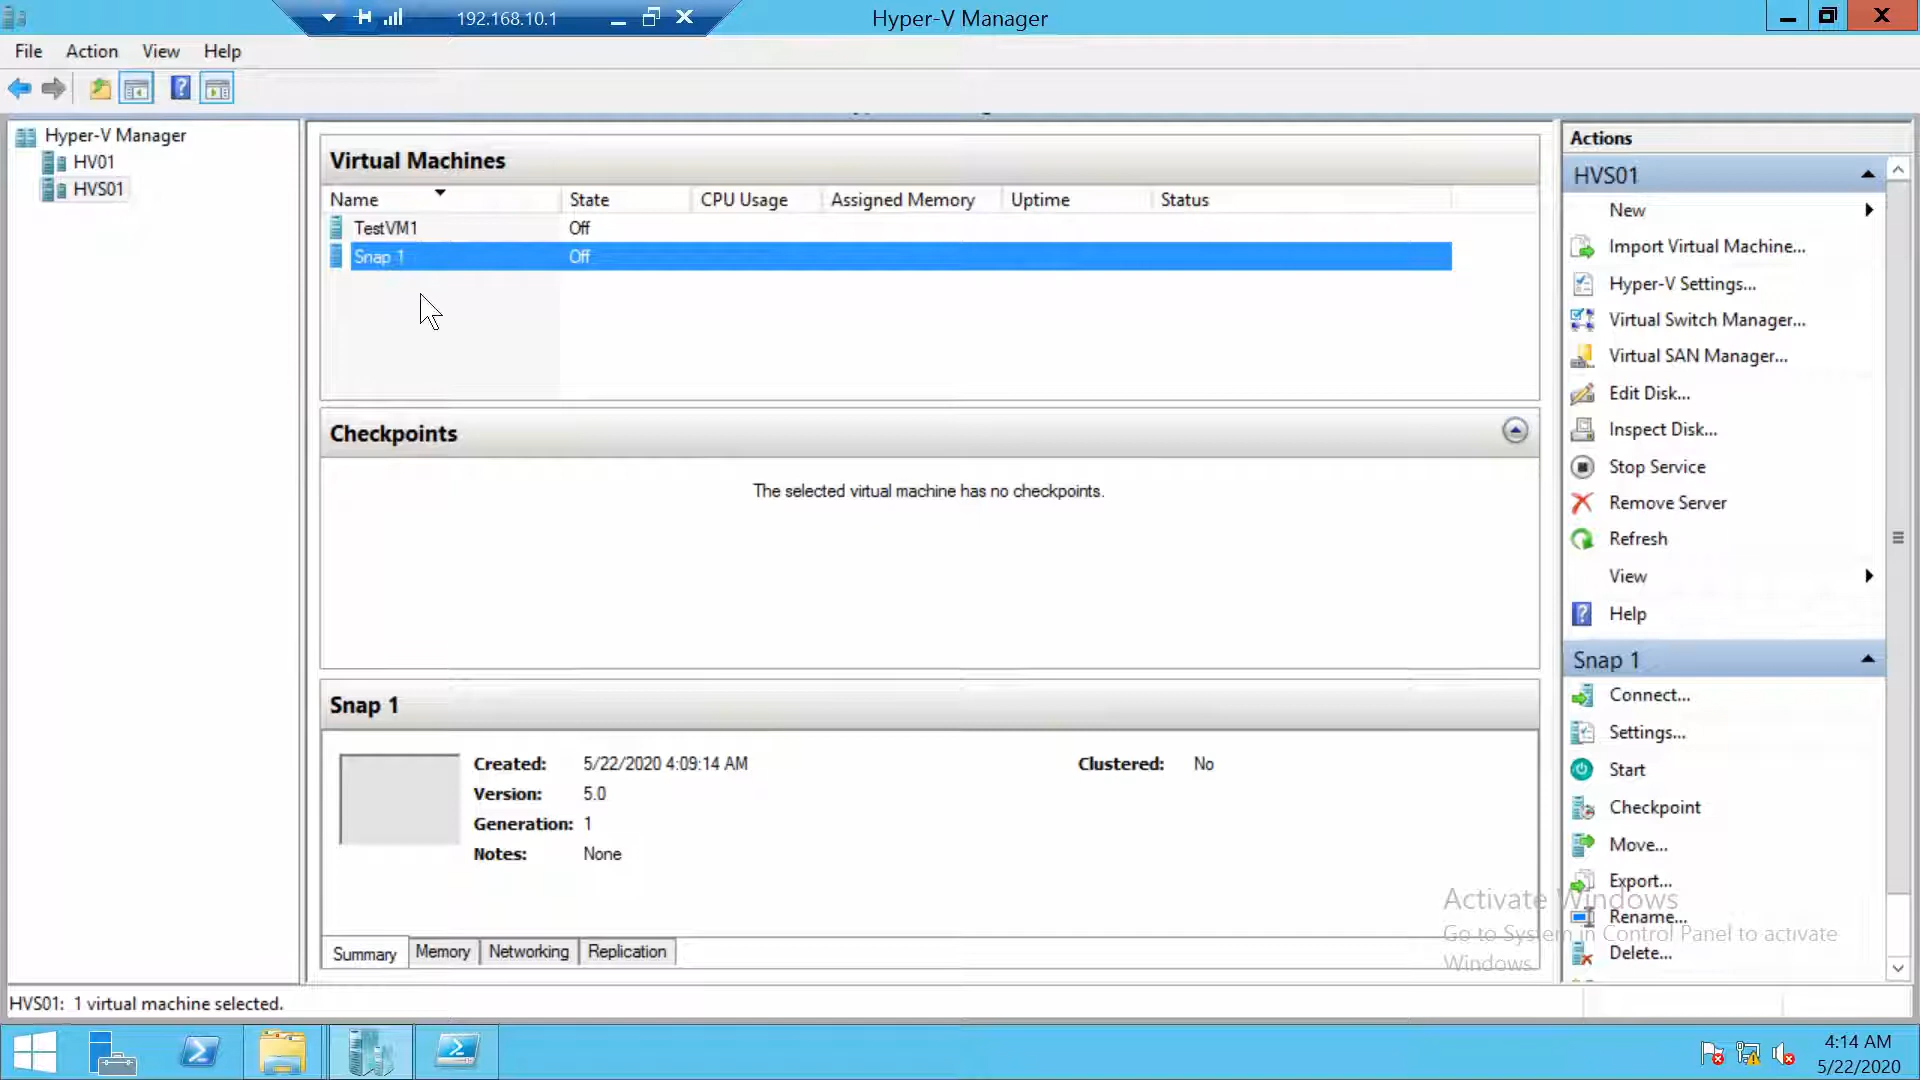 192.168.10.1
Hyper-V Manager
File Action View Help
Hyper-V Manager
HV01
HVS01
Virtual Machines
Name State CPU Usage Assigned Memory Uptime Status
TestVM1 Off
Snap 1 Off
Checkpoints
The selected virtual machine has no checkpoints.
Snap 1
Created: 5/22/2020 4:09:14 AM Clustered: No
Version: 5.0
Generation: 1
Notes: None
Summary Memory Networking Replication
Actions
HVS01
New
Import Virtual Machine...
Hyper-V Settings...
Virtual Switch Manager...
Virtual SAN Manager...
Edit Disk...
Inspect Disk...
Stop Service
Remove Server
Refresh
View
Help
Snap 1
Connect...
Settings...
Start
Checkpoint
Move...
Export...
Rename...
Delete...
Activate Windows
Go to System in Control Panel to activate
Windows.
HVS01: 1 virtual machine selected.
4:14 AM
5/22/2020